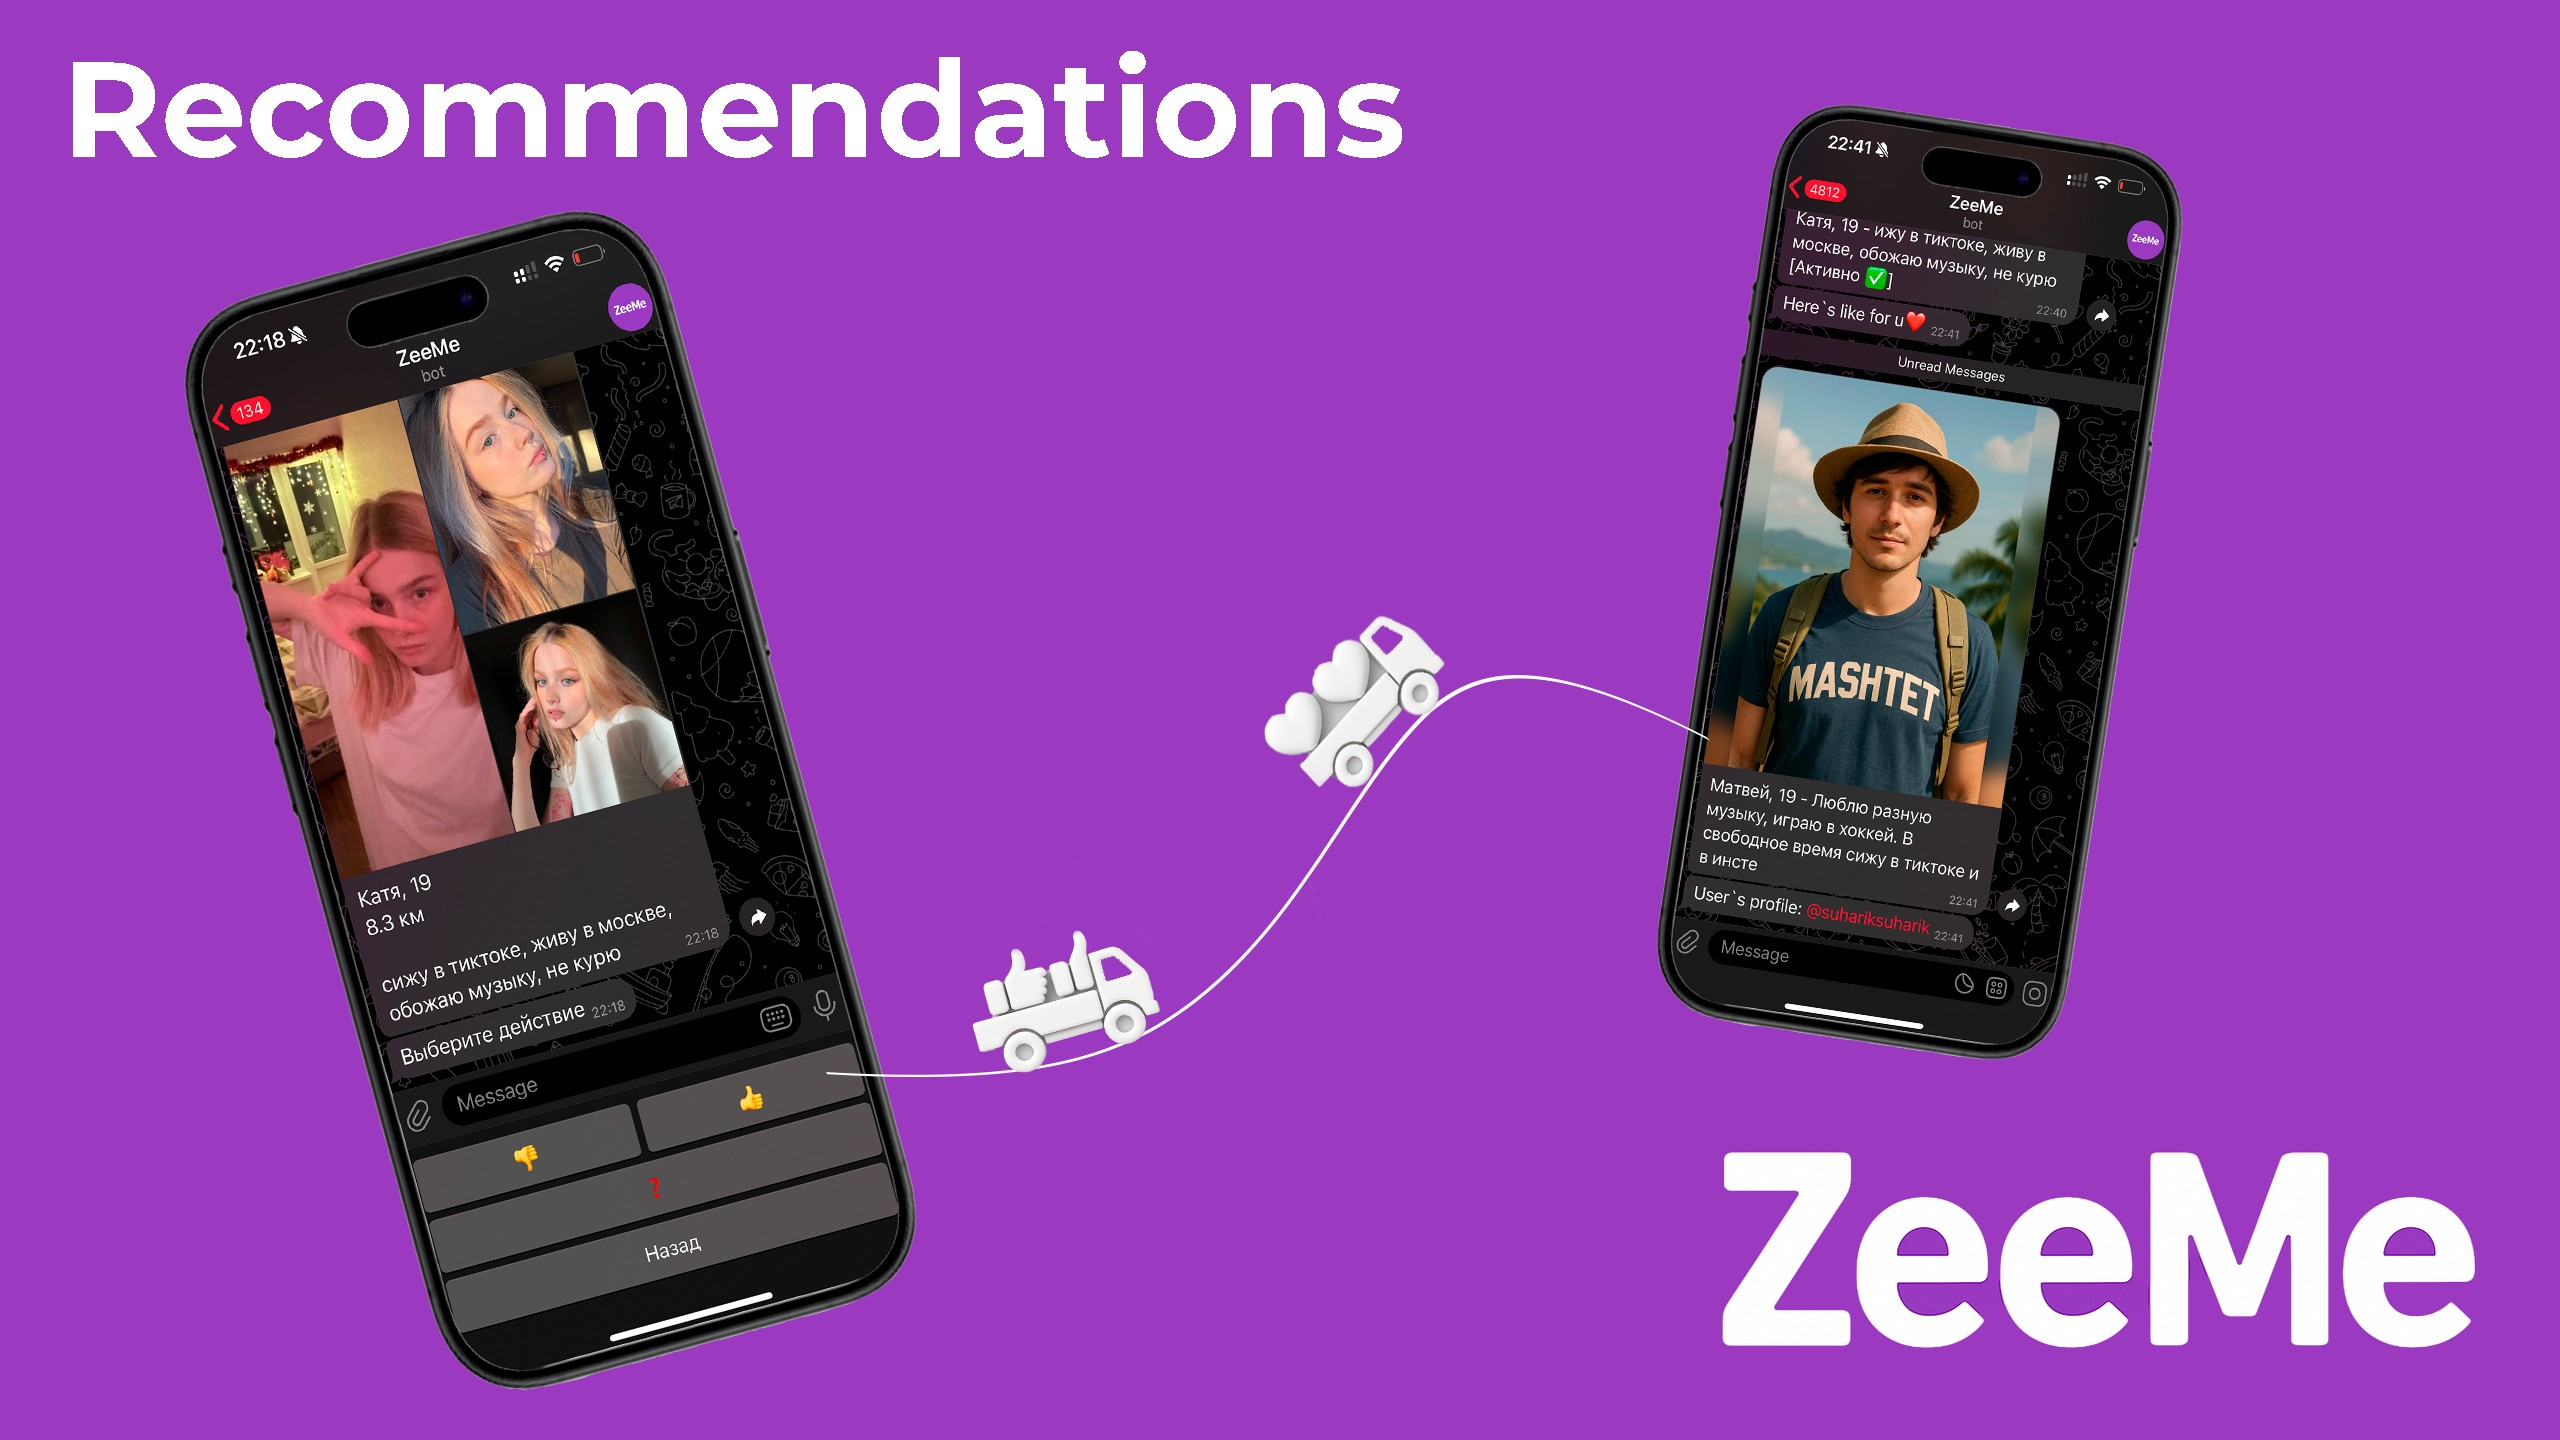 Recommendations
22:18
134
ZeeMe
bot
ZeeMe
Катя, 19
8.3 км
сижу в тиктоке, живу в москве,
обожаю музыку, не курю
22:18
Выберите действие 22:18
Message
👎 👍
❓
Назад
22:41
4812
ZeeMe
bot
ZeeMe
Катя, 19 - ижу в тиктоке, живу в
москве, обожаю музыку, не курю
[Активно ✅]
22:40
Here`s like for u❤️ 22:41
Unread Messages
MASHTET
Матвей, 19 - Люблю разную
музыку, играю в хоккей. В
свободное время сижу в тиктоке и
в инсте
22:41
User`s profile: @suhariksuharik 22:41
Message
ZeeMe